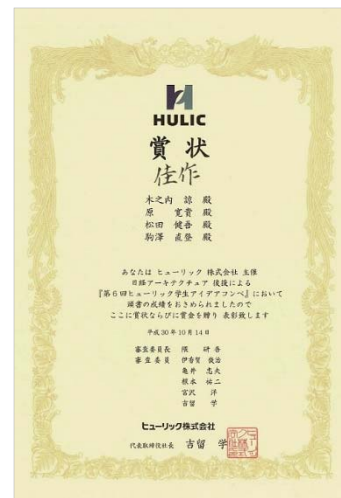 HULIC
賞状
佳作
木之内 諒 殿
原 寛貴 殿
松田 健吾 殿
駒澤 直登 殿
あなたは ヒューリック 株式会社 主催
日経アーキテクチュア 後援による
『第6回ヒューリック学生アイデアコンペ』において
頭書の成績をおさめられましたので
ここに賞状ならびに賞金を贈り 表彰致します
平成30年10月14日
審査委員長 隈 研吾
審査委員 伊香賀 俊治
亀井 忠夫
根本 祐二
宮沢 洋
吉留 学
ヒューリック株式会社
代表取締役社長 吉留 学